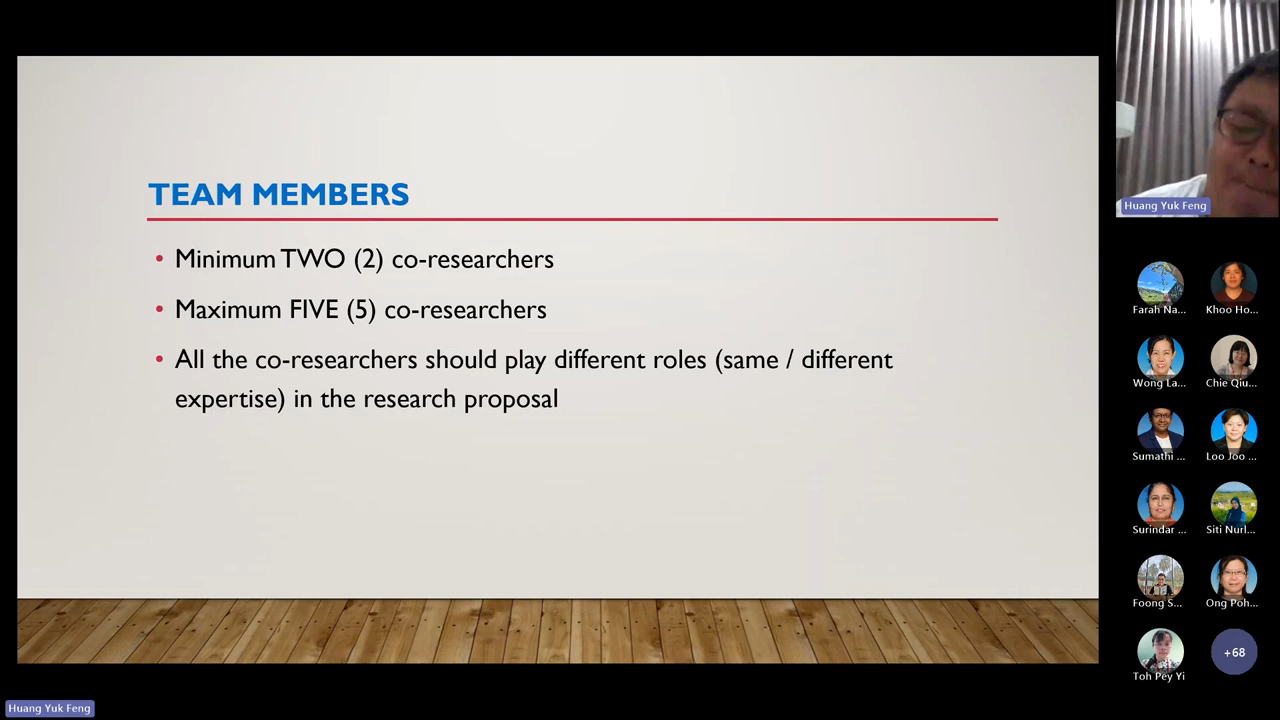 TEAM MEMBERS
• Minimum TWO (2) co-researchers
• Maximum FIVE (5) co-researchers
• All the co-researchers should play different roles (same / different
expertise) in the research proposal
Huang Yuk Feng
Farah Na...
Khoo Ho...
Wong La...
Chie Qiu...
Sumathi ...
Loo Joo ...
Surindar ...
Siti Nurl...
Foong S...
Ong Poh...
Toh Pey Yi
+68
Huang Yuk Feng